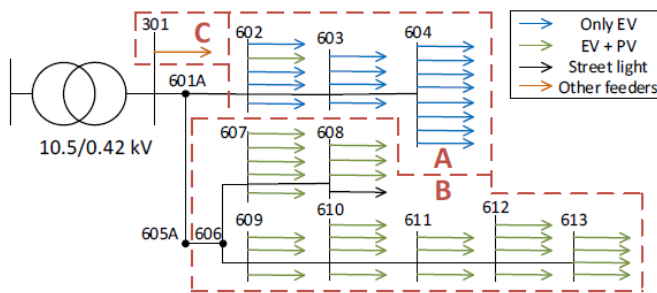 301
C
602
603
604
601A
10.5/0.42 kV
A
B
607
608
605A
606
609
610
611
612
613
Only EV
EV + PV
Street light
Other feeders